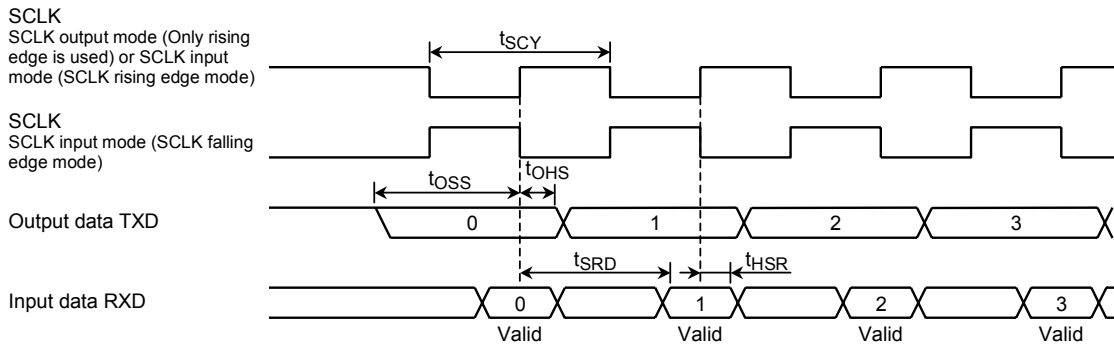 SCLK
SCLK output mode (Only rising
edge is used) or SCLK input
mode (SCLK rising edge mode)
tSCY
SCLK
SCLK input mode (SCLK falling
edge mode)
tOSS
tOHS
Output data TXD
0
1
2
3
tSRD
tHSR
Input data RXD
0
1
2
3
Valid
Valid
Valid
Valid